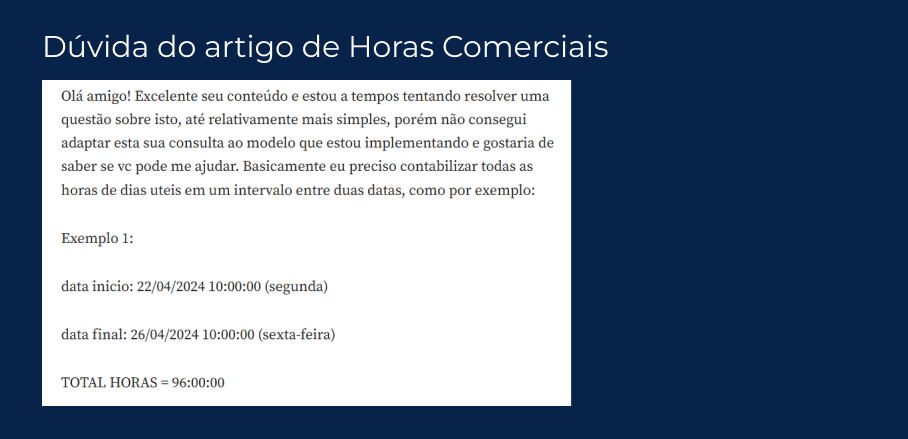 Dúvida do artigo de Horas Comerciais
Olá amigo! Excelente seu conteúdo e estou a tempos tentando resolver uma
questão sobre isto, até relativamente mais simples, porém não consegui
adaptar esta sua consulta ao modelo que estou implementando e gostaria de
saber se vc pode me ajudar. Basicamente eu preciso contabilizar todas as
horas de dias uteis em um intervalo entre duas datas, como por exemplo:
Exemplo 1:
data inicio: 22/04/2024 10:00:00 (segunda)
data final: 26/04/2024 10:00:00 (sexta-feira)
TOTAL HORAS = 96:00:00